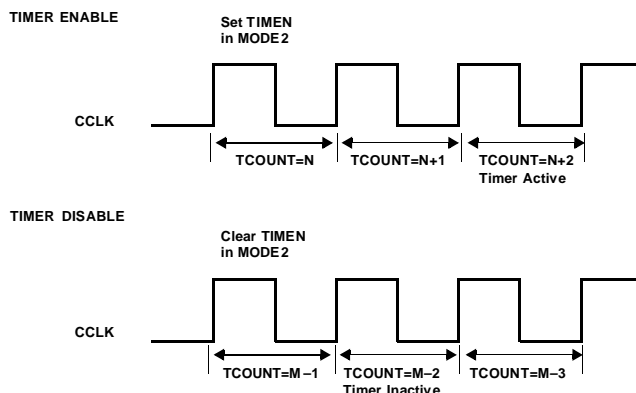 TIMER ENABLE
Set TIMEN
in MODE2
CCLK
TCOUNT=N
TCOUNT=N+1
TCOUNT=N+2
Timer Active
TIMER DISABLE
Clear TIMEN
in MODE2
CCLK
TCOUNT=M–1
TCOUNT=M–2
Timer Inactive
TCOUNT=M–3